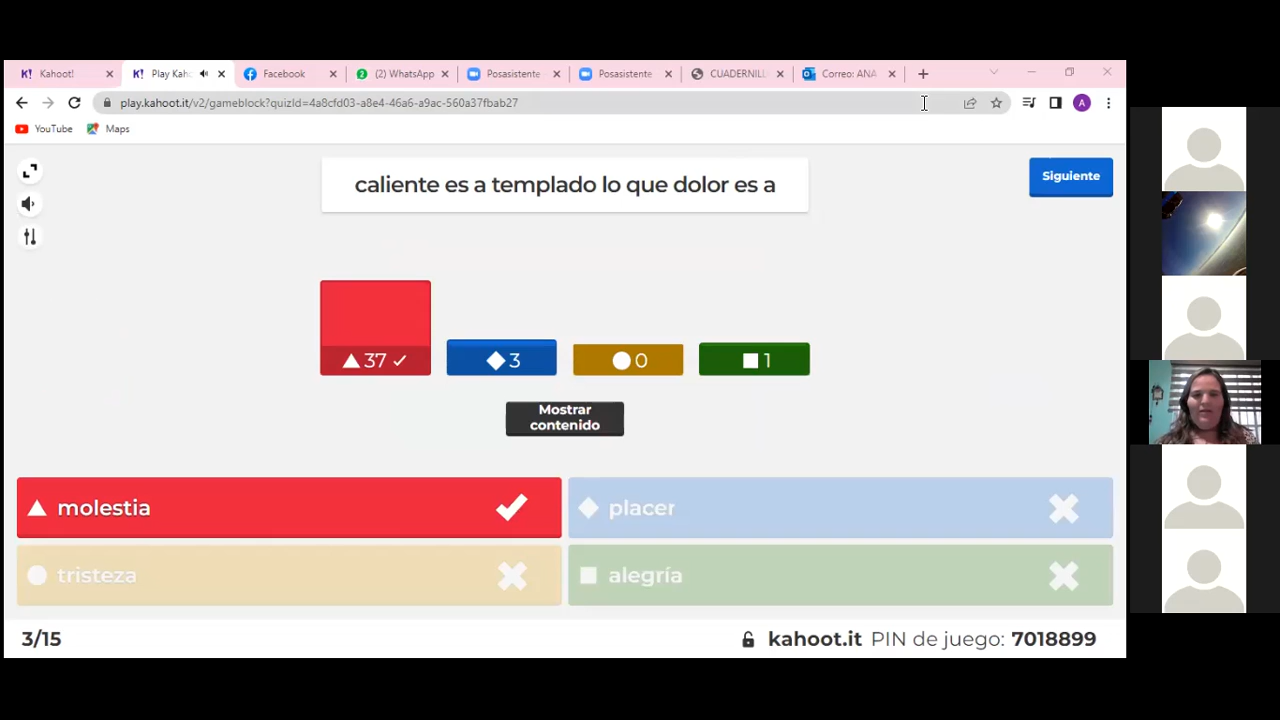 Kahoot!
Play Kaho
Facebook
(2) WhatsApp
Posasistente
Posasistente
CUADERNILL
Correo: ANA
play.kahoot.it/v2/gameblock?quizId=4a8cfd03-a8e4-46a6-a9ac-560a37fbab27
A
YouTube
Maps
caliente es a templado lo que dolor es a
Siguiente
37
3
0
1
Mostrar
contenido
molestia
placer
tristeza
alegría
3/15
kahoot.it PIN de juego: 7018899